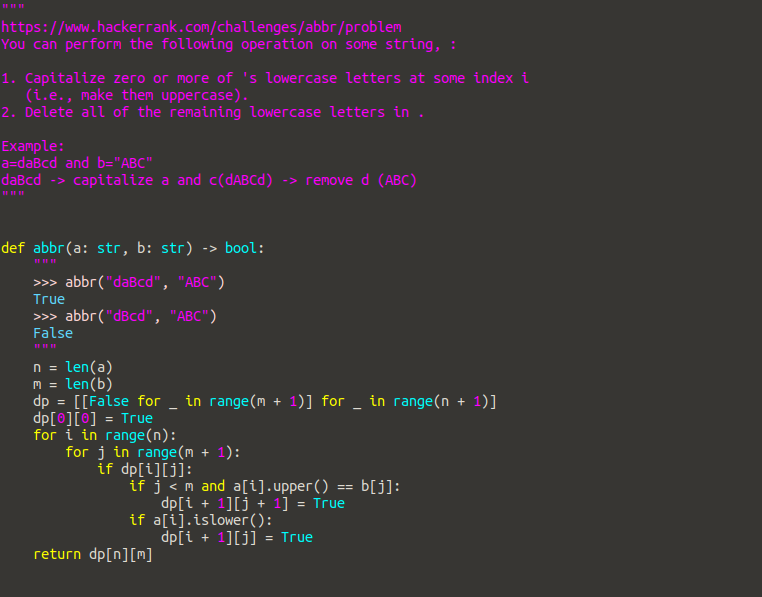 """
https://www.hackerrank.com/challenges/abbr/problem
You can perform the following operation on some string, :

1. Capitalize zero or more of 's lowercase letters at some index i
   (i.e., make them uppercase).
2. Delete all of the remaining lowercase letters in .

Example:
a=daBcd and b="ABC"
daBcd -> capitalize a and c(dABCd) -> remove d (ABC)
"""


def abbr(a: str, b: str) -> bool:
    """
    >>> abbr("daBcd", "ABC")
    True
    >>> abbr("dBcd", "ABC")
    False
    """
    n = len(a)
    m = len(b)
    dp = [[False for _ in range(m + 1)] for _ in range(n + 1)]
    dp[0][0] = True
    for i in range(n):
        for j in range(m + 1):
            if dp[i][j]:
                if j < m and a[i].upper() == b[j]:
                    dp[i + 1][j + 1] = True
                if a[i].islower():
                    dp[i + 1][j] = True
    return dp[n][m]